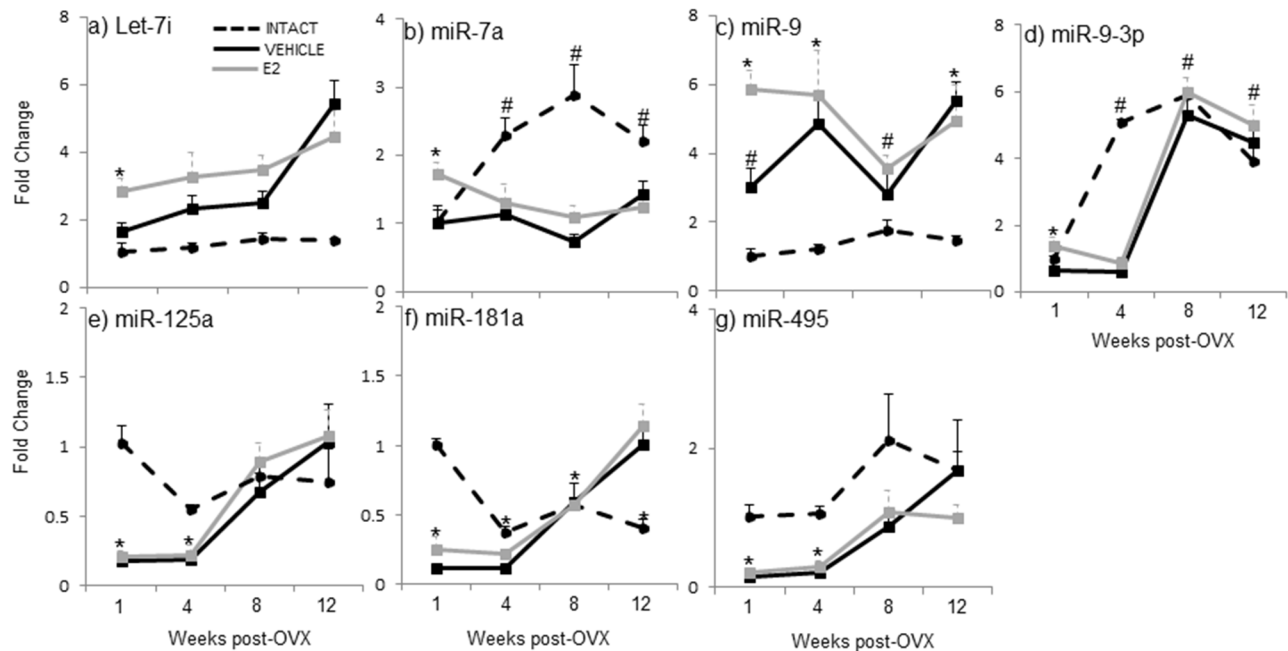 a) Let-7i
INTACT
VEHICLE
E2
Fold Change
8
6
4
2
0
*
b) miR-7a
4
3
2
1
0
*
#
#
#
c) miR-9
8
6
4
2
0
*
#
*
#
*
d) miR-9-3p
8
6
4
2
0
*
#
#
#
1 4 8 12
Weeks post-OVX
e) miR-125a
Fold Change
2
1.5
1
0.5
0
*
*
1 4 8 12
Weeks post-OVX
f) miR-181a
2
1.5
1
0.5
0
*
*
*
*
1 4 8 12
Weeks post-OVX
g) miR-495
4
2
0
*
*
1 4 8 12
Weeks post-OVX